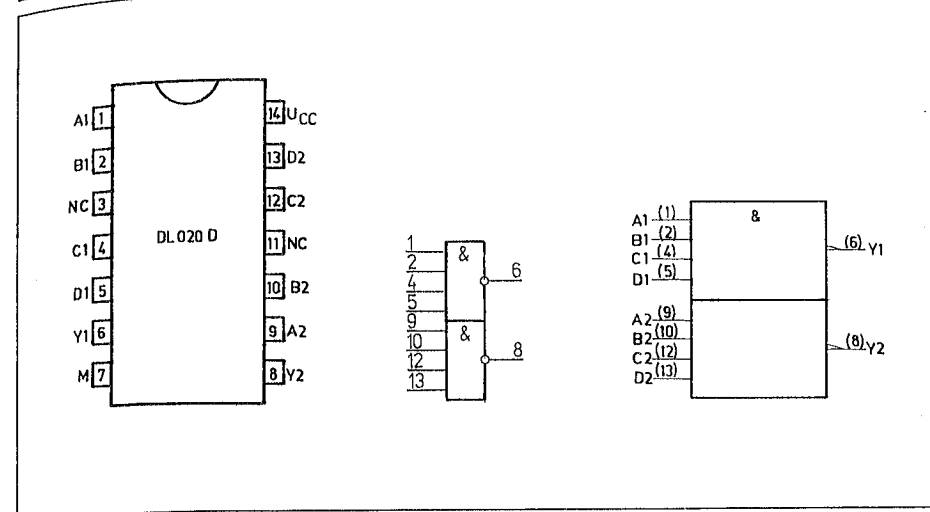 A1 1
B1 2
NC 3
C1 4
D1 5
Y1 6
M 7
DL 020 D
14 UCC
13 D2
12 C2
11 NC
10 B2
9 A2
8 Y2
1
2
4
5
9
10
12
13
&
&
6
8
A1 (1)
B1 (2)
C1 (4)
D1 (5)
A2 (9)
B2 (10)
C2 (12)
D2 (13)
&
(6) Y1
(8) Y2